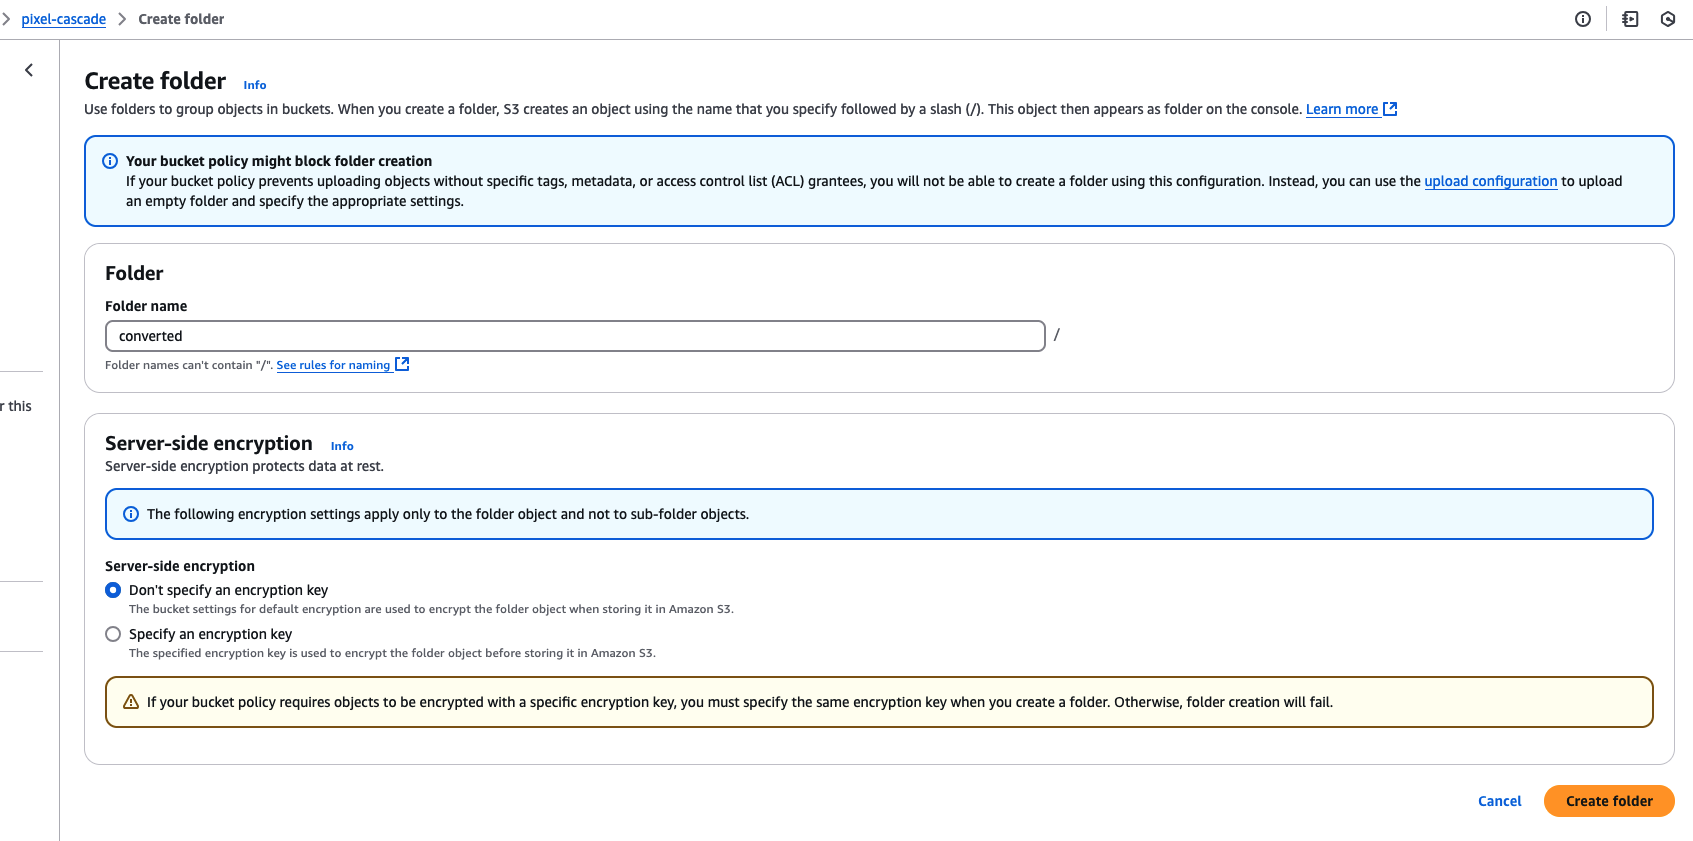 pixel-cascade > Create folder
Create folder Info
Use folders to group objects in buckets. When you create a folder, S3 creates an object using the name that you specify followed by a slash (/). This object then appears as folder on the console. Learn more
Your bucket policy might block folder creation
If your bucket policy prevents uploading objects without specific tags, metadata, or access control list (ACL) grantees, you will not be able to create a folder using this configuration. Instead, you can use the upload configuration to upload
an empty folder and specify the appropriate settings.
Folder
Folder name
converted /
Folder names can't contain "/". See rules for naming
r this
Server-side encryption Info
Server-side encryption protects data at rest.
The following encryption settings apply only to the folder object and not to sub-folder objects.
Server-side encryption
Don't specify an encryption key
The bucket settings for default encryption are used to encrypt the folder object when storing it in Amazon S3.
Specify an encryption key
The specified encryption key is used to encrypt the folder object before storing it in Amazon S3.
If your bucket policy requires objects to be encrypted with a specific encryption key, you must specify the same encryption key when you create a folder. Otherwise, folder creation will fail.
Cancel Create folder